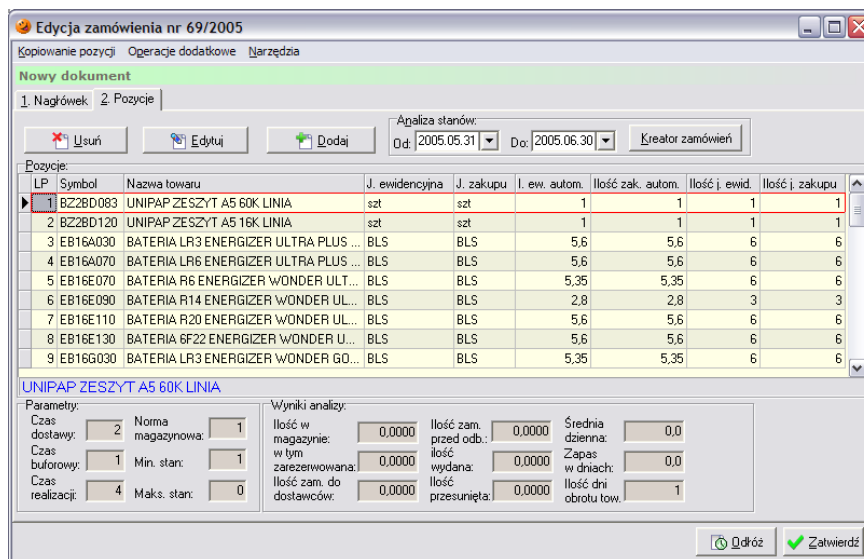 Edycja zamówienia nr 69/2005
Kopiowanie pozycji Operacje dodatkowe Narzędzia
Nowy dokument
1. Nagłówek 2. Pozycje
Analiza stanów:
Usuń Edytuj Dodaj Od: 2005.05.31 Do: 2005.06.30 Kreator zamówień
Pozycje:
LP Symbol Nazwa towaru J. ewidencyjna J. zakupu I. ew. autom. Ilość zak. autom. Ilość j. ewid. Ilość j. zakupu
1 BZ2BD083 UNIPAP ZESZYT A5 60K LINIA szt szt 1 1 1 1
2 BZ2BD120 UNIPAP ZESZYT A5 16K LINIA szt szt 1 1 1 1
3 EB16A030 BATERIA LR3 ENERGIZER ULTRA PLUS ... BLS BLS 5,6 5,6 6 6
4 EB16A070 BATERIA LR6 ENERGIZER ULTRA PLUS ... BLS BLS 5,6 5,6 6 6
5 EB16E070 BATERIA R6 ENERGIZER WONDER ULT... BLS BLS 5,35 5,35 6 6
6 EB16E090 BATERIA R14 ENERGIZER WONDER UL... BLS BLS 2,8 2,8 3 3
7 EB16E110 BATERIA R20 ENERGIZER WONDER UL... BLS BLS 5,6 5,6 6 6
8 EB16E130 BATERIA 6F22 ENERGIZER WONDER U... BLS BLS 5,6 5,6 6 6
9 EB16G030 BATERIA LR3 ENERGIZER WONDER GO... BLS BLS 5,35 5,35 6 6
UNIPAP ZESZYT A5 60K LINIA
Parametry:
Czas dostawy: 2 Norma magazynowa: 1
Czas buforowy: 1 Min. stan: 1
Czas realizacji: 4 Maks. stan: 0
Wyniki analizy:
Ilość w magazynie: 0,0000 Ilość zam. przed odb.: 0,0000 Średnia dzienna: 0,0
w tym zarezerwowana: 0,0000 ilość wydana: 0,0000 Zapas w dniach: 0,0
Ilość zam. do dostawców: 0,0000 Ilość przesunięta: 0,0000 Ilość dni obrotu tow. 1
Odłóż Zatwierdź